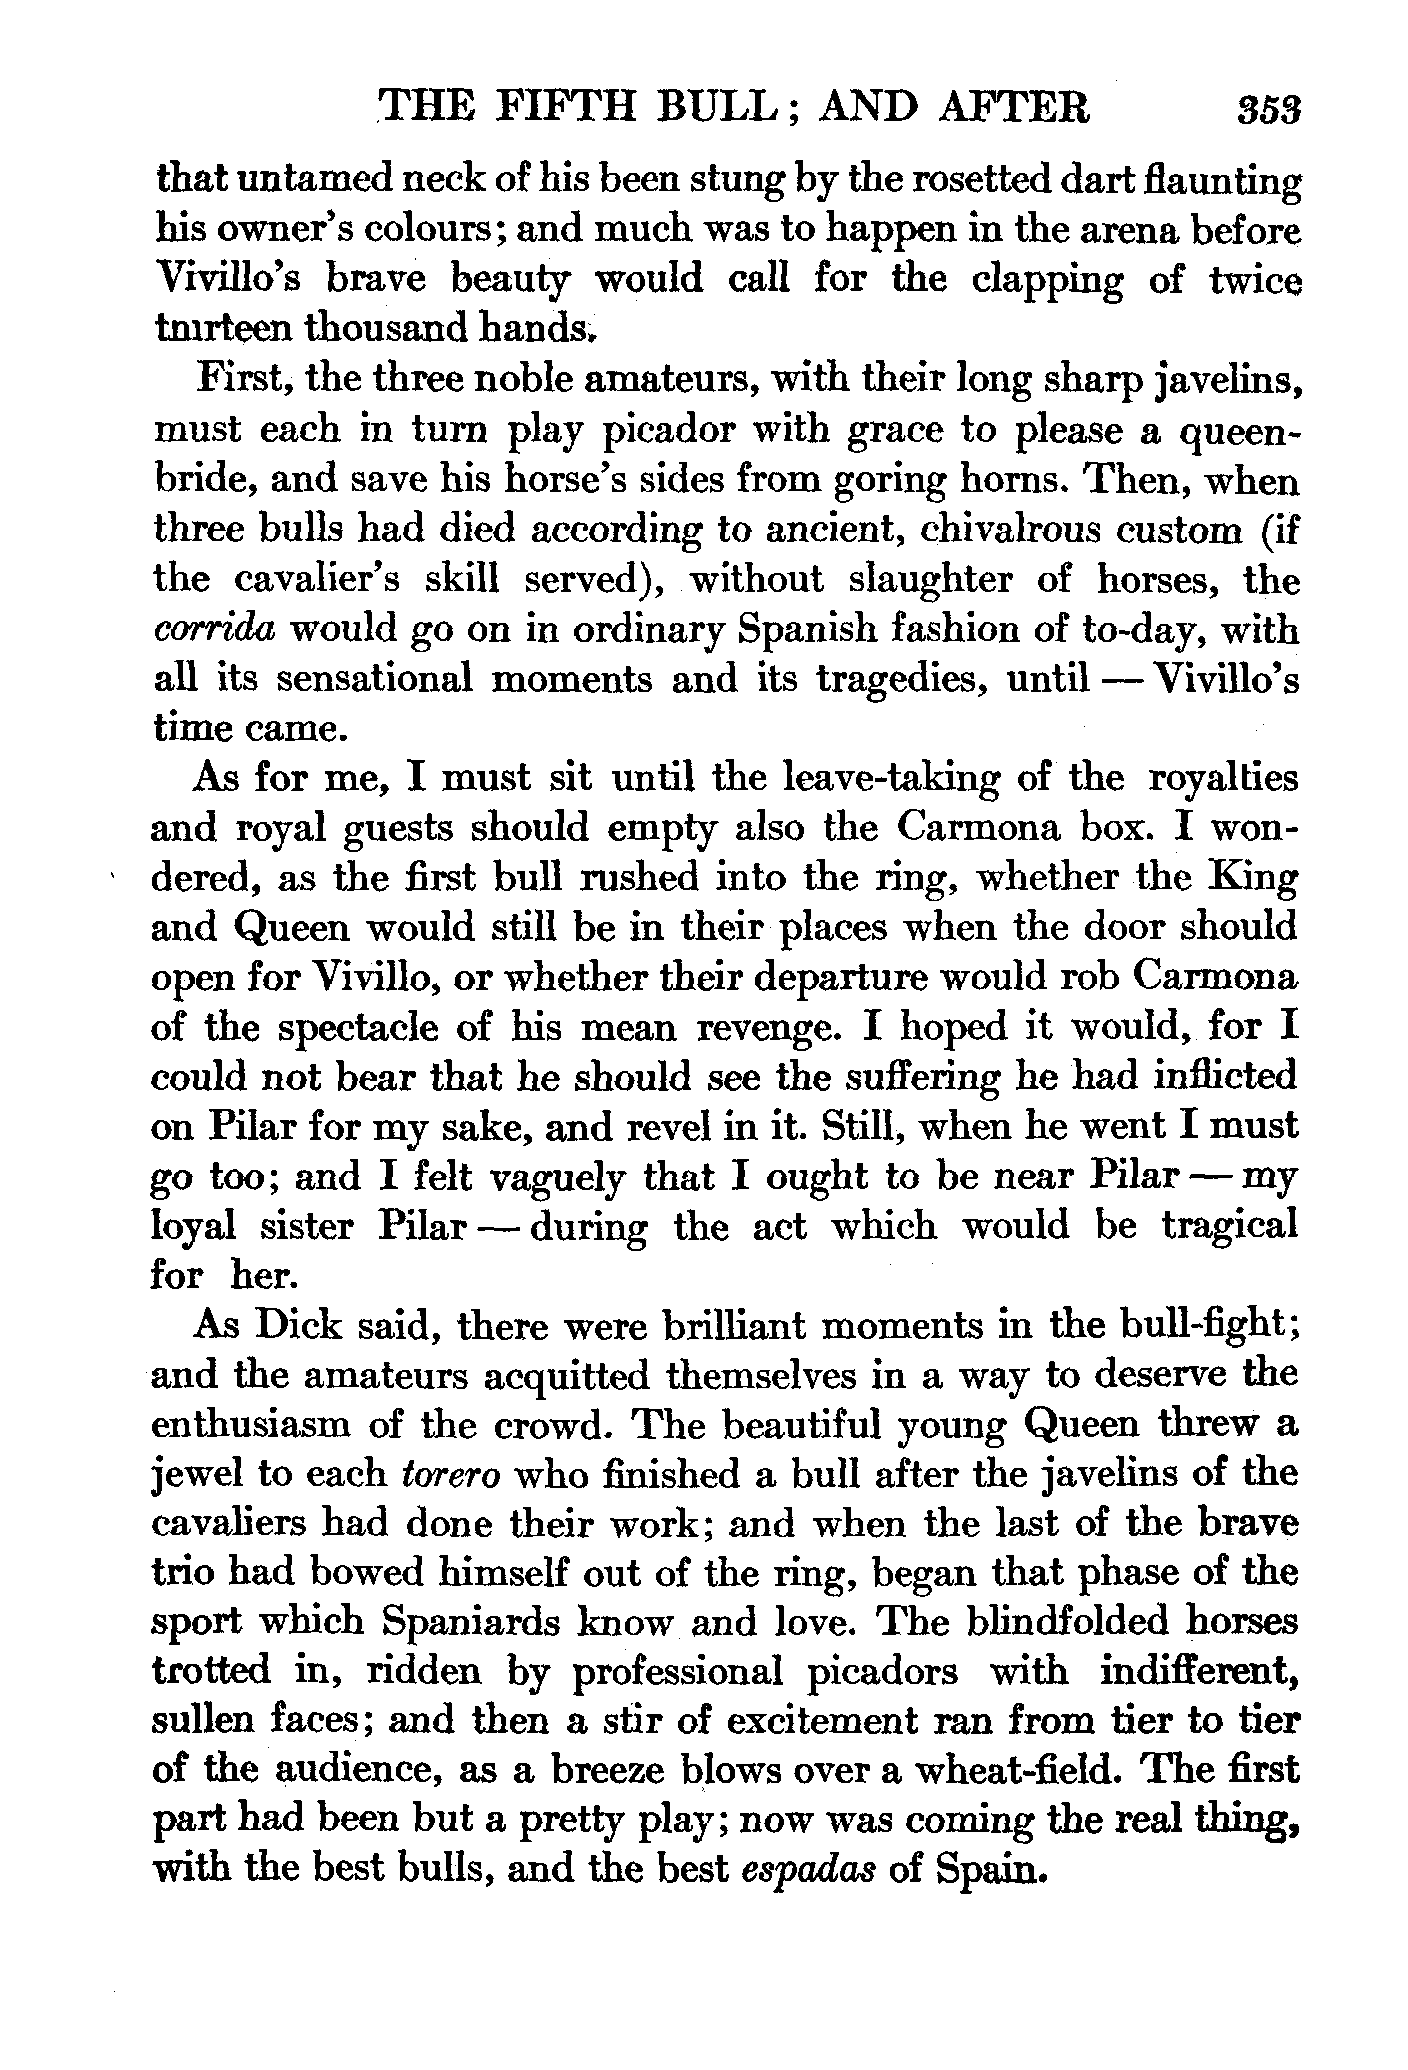 THE FIFTH BULL; AND AFTER 353
that untamed neck of his been stung by the rosetted dart flaunting
his owner's colours; and much was to happen in the arena before
Vivillo's brave beauty would call for the clapping of twice
thirteen thousand hands.
First, the three noble amateurs, with their long sharp javelins,
must each in turn play picador with grace to please a queen-
bride, and save his horse's sides from goring horns. Then, when
three bulls had died according to ancient, chivalrous custom (if
the cavalier's skill served), without slaughter of horses, the
corrida would go on in ordinary Spanish fashion of to-day, with
all its sensational moments and its tragedies, until — Vivillo's
time came.
As for me, I must sit until the leave-taking of the royalties
and royal guests should empty also the Carmona box. I won-
dered, as the first bull rushed into the ring, whether the King
and Queen would still be in their places when the door should
open for Vivillo, or whether their departure would rob Carmona
of the spectacle of his mean revenge. I hoped it would, for I
could not bear that he should see the suffering he had inflicted
on Pilar for my sake, and revel in it. Still, when he went I must
go too; and I felt vaguely that I ought to be near Pilar — my
loyal sister Pilar — during the act which would be tragical
for her.
As Dick said, there were brilliant moments in the bull-fight;
and the amateurs acquitted themselves in a way to deserve the
enthusiasm of the crowd. The beautiful young Queen threw a
jewel to each torero who finished a bull after the javelins of the
cavaliers had done their work; and when the last of the brave
trio had bowed himself out of the ring, began that phase of the
sport which Spaniards know and love. The blindfolded horses
trotted in, ridden by professional picadors with indifferent,
sullen faces; and then a stir of excitement ran from tier to tier
of the audience, as a breeze blows over a wheat-field. The first
part had been but a pretty play; now was coming the real thing,
with the best bulls, and the best espadas of Spain.